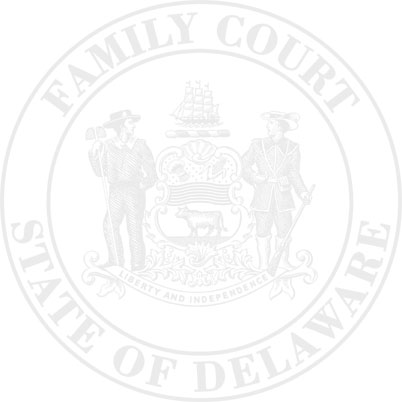 FAMILY COURT
LIBERTY AND INDEPENDENCE
STATE OF DELAWARE